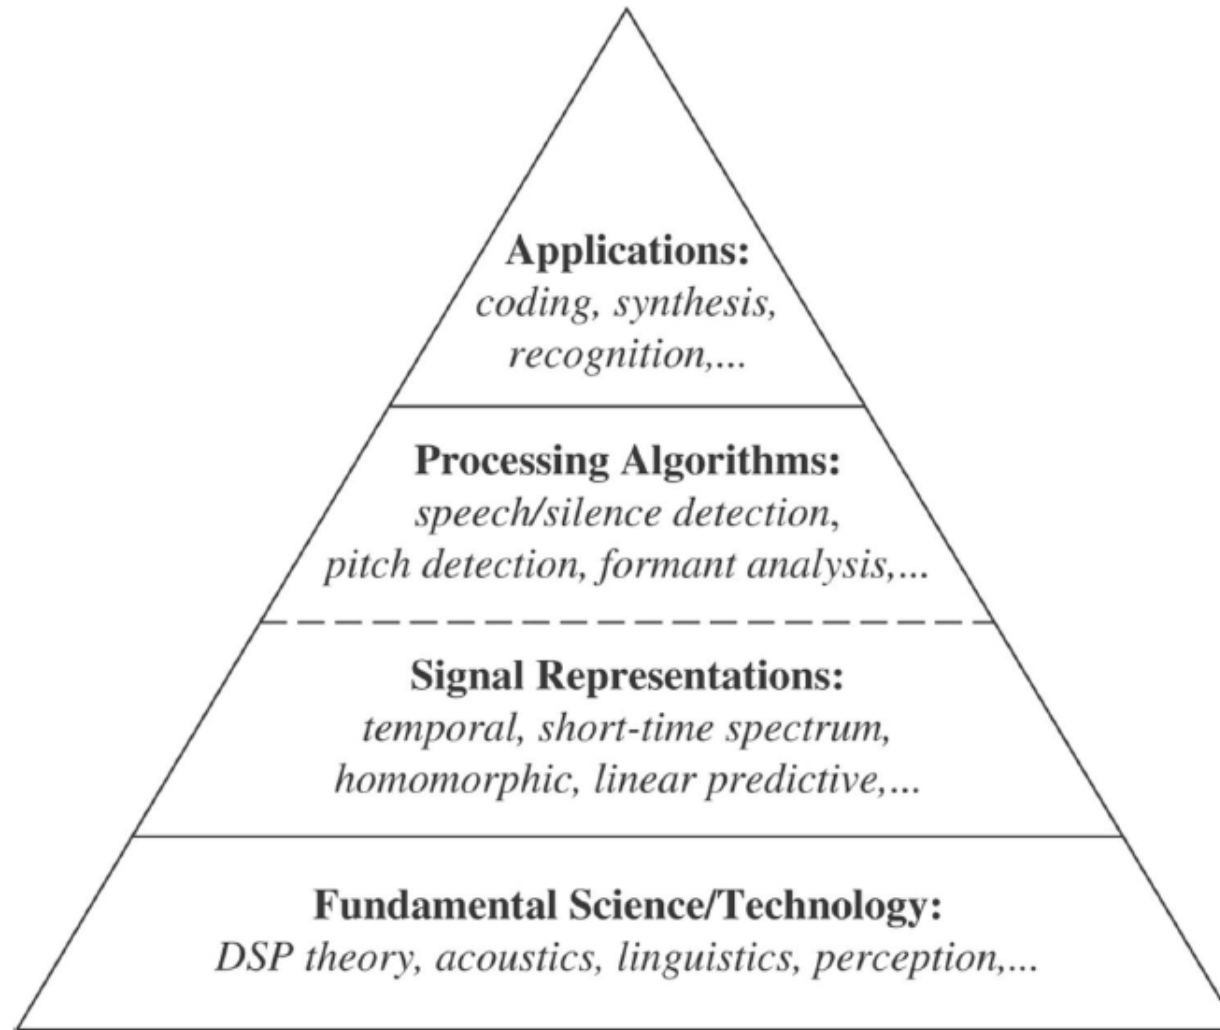 Applications:
coding, synthesis,
recognition,...
Processing Algorithms:
speech/silence detection,
pitch detection, formant analysis,...
Signal Representations:
temporal, short-time spectrum,
homomorphic, linear predictive,...
Fundamental Science/Technology:
DSP theory, acoustics, linguistics, perception,...